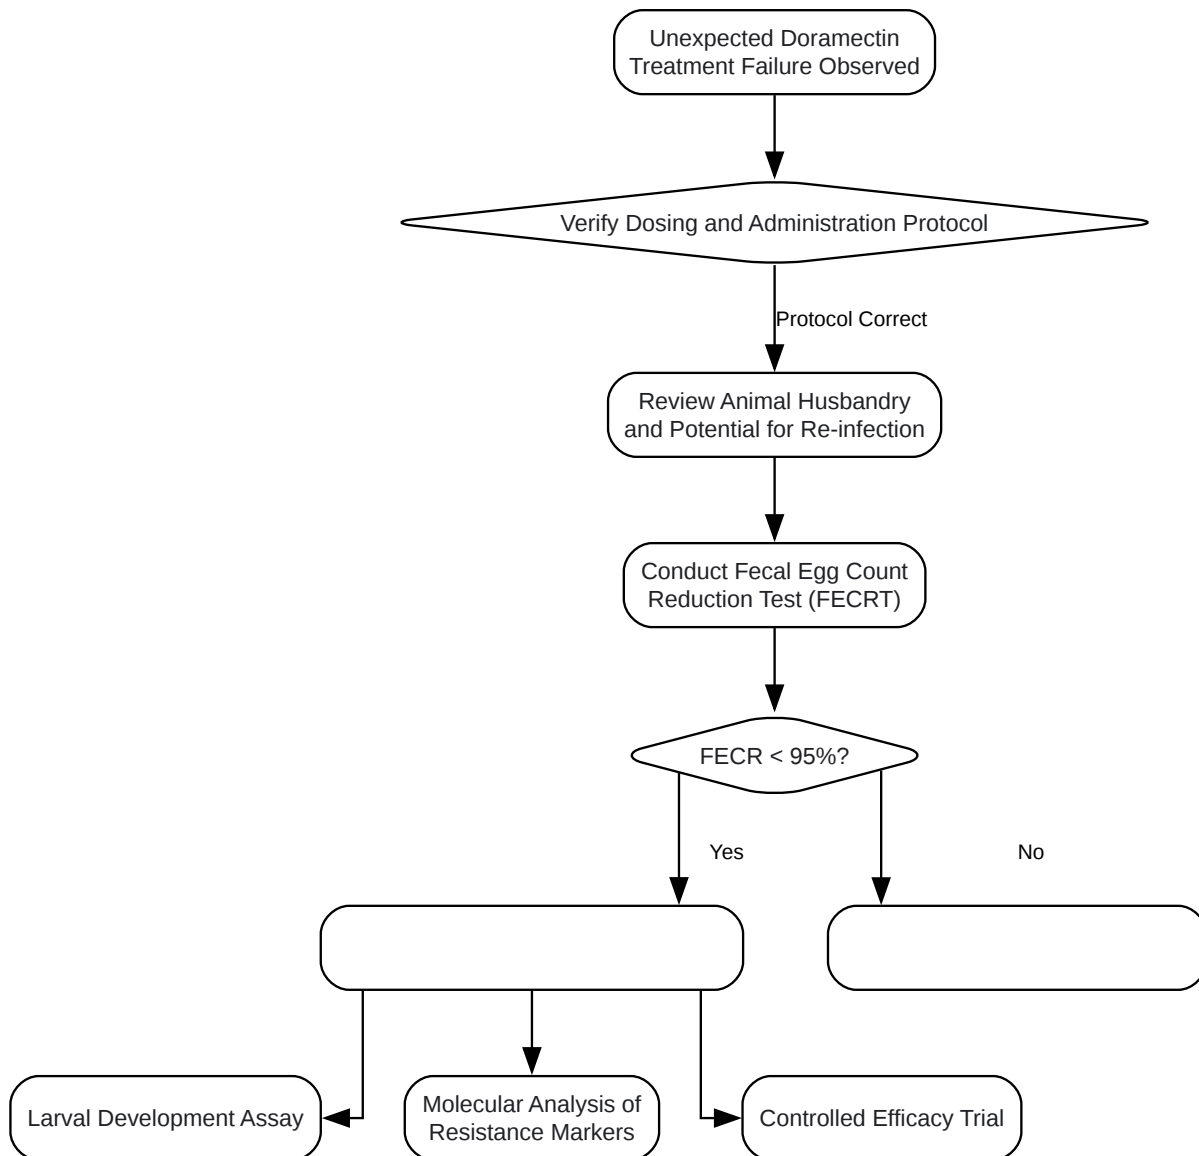 Unexpected Doramectin
Treatment Failure Observed
Verify Dosing and Administration Protocol
Protocol Correct
Review Animal Husbandry
and Potential for Re-infection
Conduct Fecal Egg Count
Reduction Test (FECRT)
FECR < 95%?
Yes
No
Larval Development Assay
Molecular Analysis of
Resistance Markers
Controlled Efficacy Trial